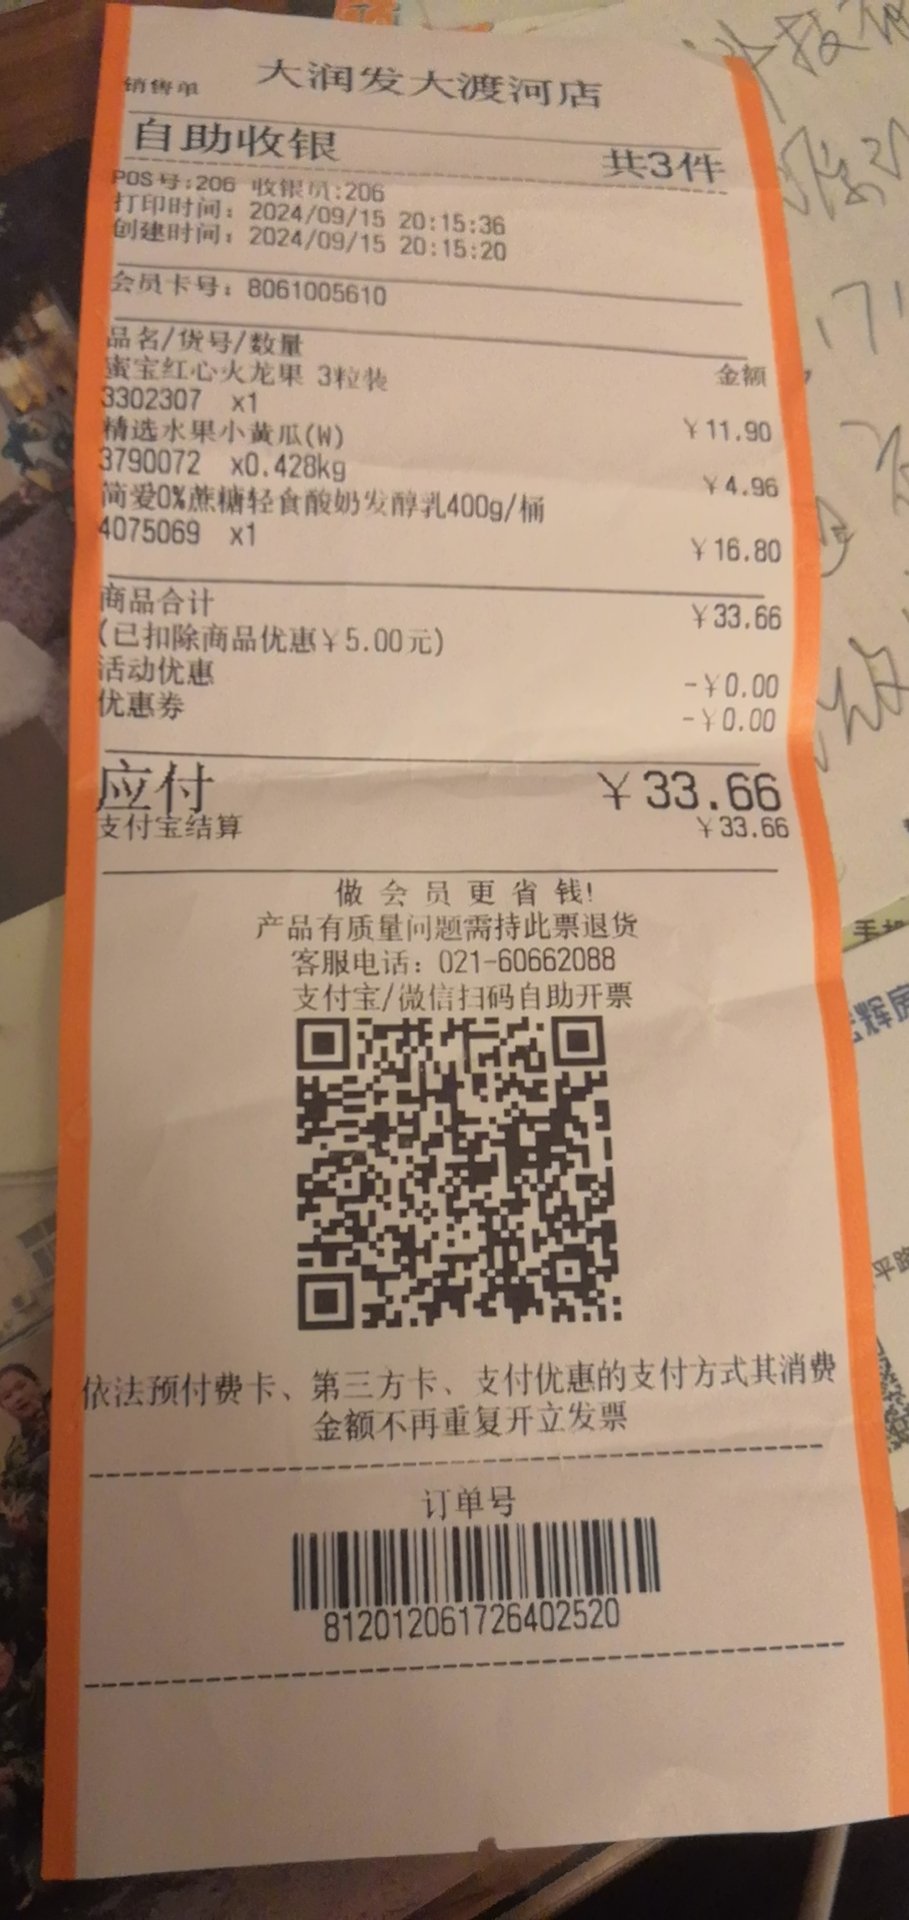 销售单 大润发大渡河店
自助收银 共3件
POS号:206 收银员:206
打印时间: 2024/09/15 20:15:36
创建时间: 2024/09/15 20:15:20
会员卡号: 8061005610
品名/货号/数量 金额
蜜宝红心火龙果 3粒装
3302307 x1 ￥11.90
精选水果小黄瓜(W)
3790072 x0.428kg ￥4.96
简爱0%蔗糖轻食酸奶发醇乳400g/桶
4075069 x1 ￥16.80
商品合计 ￥33.66
(已扣除商品优惠￥5.00元)
活动优惠 -￥0.00
优惠券 -￥0.00
应付 ￥33.66
支付宝结算 ￥33.66
做会员更省钱!
产品有质量问题需持此票退货
客服电话: 021-60662088
支付宝/微信扫码自助开票
依法预付费卡、第三方卡、支付优惠的支付方式其消费
金额不再重复开立发票
订单号
812012061726402520